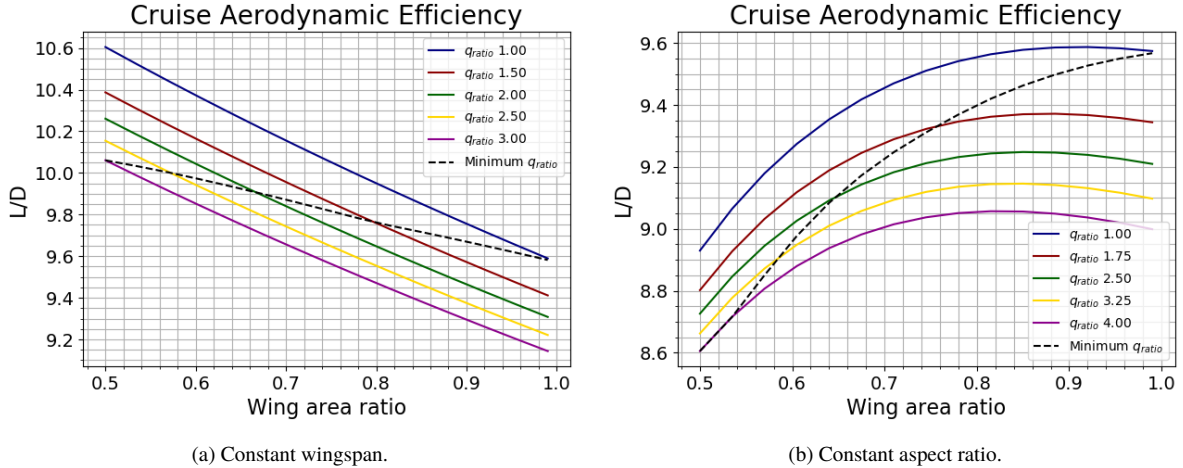 Cruise Aerodynamic Efficiency
10.6
10.4
10.2
10.0
9.8
9.6
9.4
9.2
L/D
q_ratio 1.00
q_ratio 1.50
q_ratio 2.00
q_ratio 2.50
q_ratio 3.00
Minimum q_ratio
0.5 0.6 0.7 0.8 0.9 1.0
Wing area ratio
(a) Constant wingspan.
Cruise Aerodynamic Efficiency
9.6
9.4
9.2
9.0
8.8
8.6
L/D
q_ratio 1.00
q_ratio 1.75
q_ratio 2.50
q_ratio 3.25
q_ratio 4.00
Minimum q_ratio
0.5 0.6 0.7 0.8 0.9 1.0
Wing area ratio
(b) Constant aspect ratio.